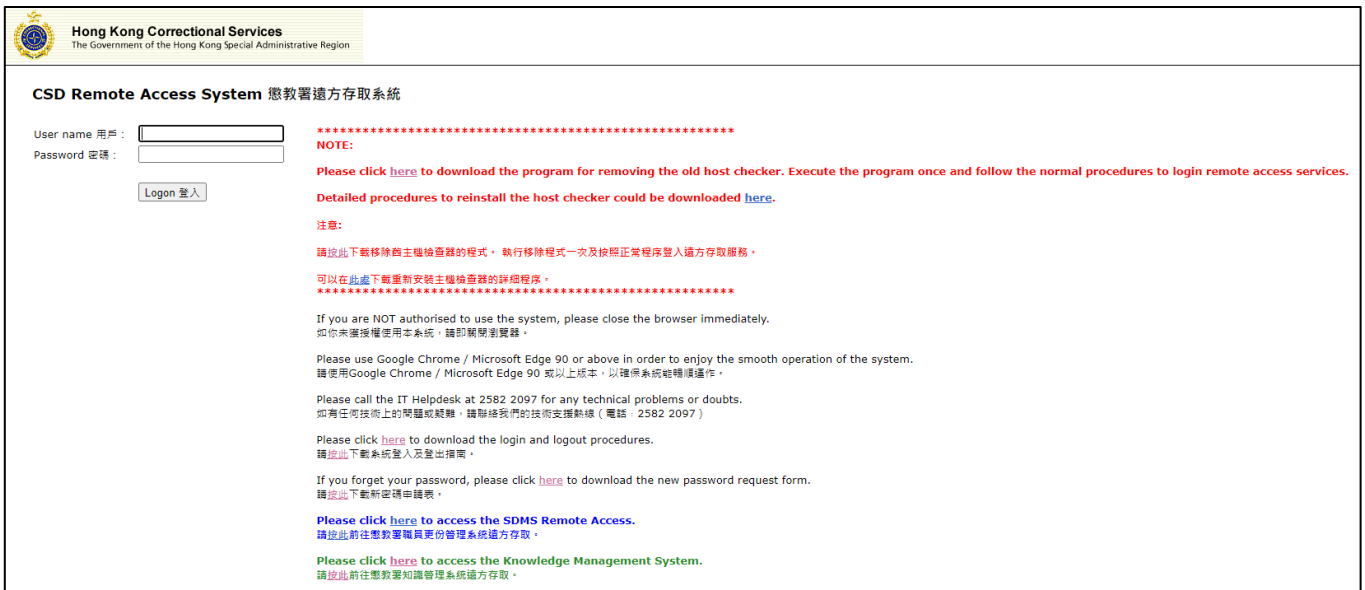 Hong Kong Correctional Services
The Government of the Hong Kong Special Administrative Region
CSD Remote Access System 懲教署遠方存取系統
User name 用戶 :
Password 密碼 :
Logon 登入
********************************************************
NOTE:
Please click here to download the program for removing the old host checker. Execute the program once and follow the normal procedures to login remote access services.
Detailed procedures to reinstall the host checker could be downloaded here.
注意:
請按此下載移除舊主機檢查器的程式。 執行移除程式一次及按照正常程序登入遠方存取服務。
可以在此處下載重新安裝主機檢查器的詳細程序。
********************************************************
If you are NOT authorised to use the system, please close the browser immediately.
如你未獲授權使用本系統，請即關閉瀏覽器。
Please use Google Chrome / Microsoft Edge 90 or above in order to enjoy the smooth operation of the system.
請使用Google Chrome / Microsoft Edge 90 或以上版本，以確保系統能暢順運作。
Please call the IT Helpdesk at 2582 2097 for any technical problems or doubts.
如有任何技術上的問題或疑難，請聯絡我們的技術支援熱線 ( 電話﹕2582 2097 )
Please click here to download the login and logout procedures.
請按此下載系統登入及登出指南。
If you forget your password, please click here to download the new password request form.
請按此下載新密碼申請表。
Please click here to access the SDMS Remote Access.
請按此前往懲教署職員更份管理系統遠方存取。
Please click here to access the Knowledge Management System.
請按此前往懲教署知識管理系統遠方存取。